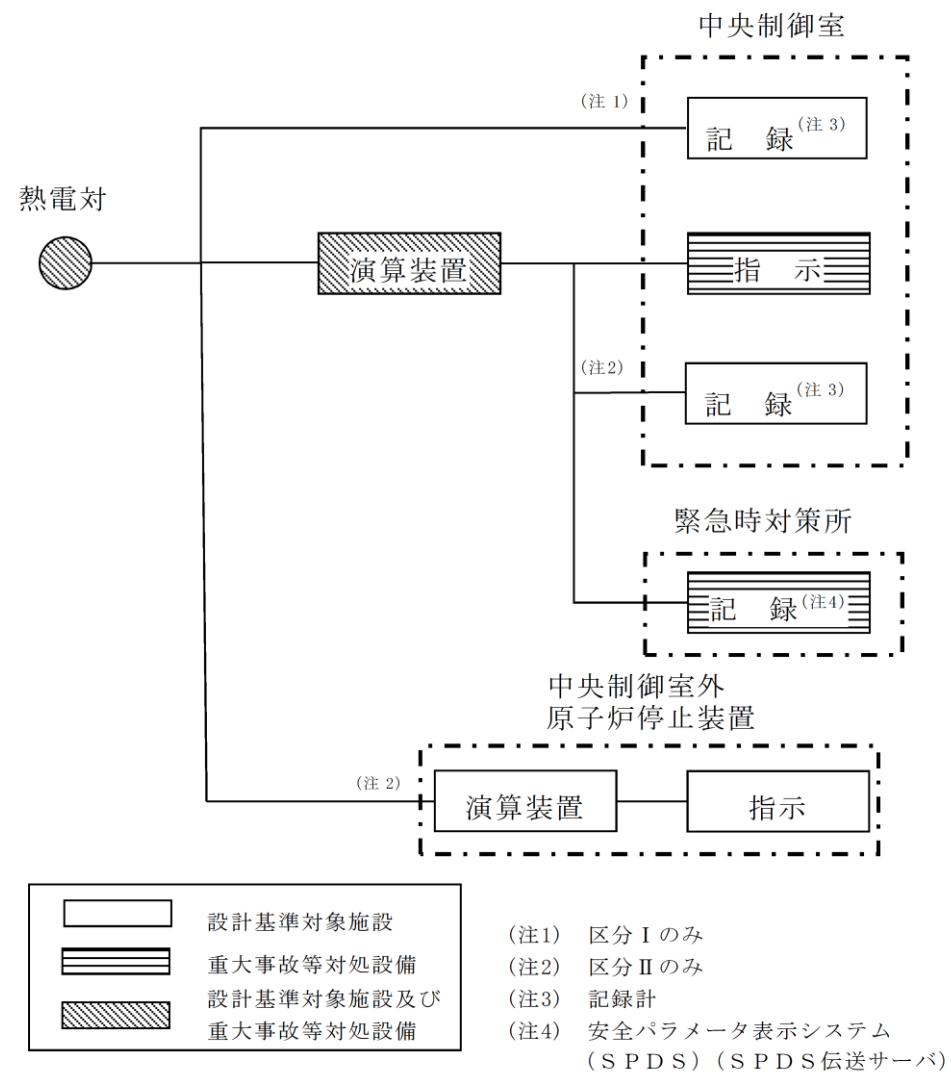 中央制御室
(注 1)
記 録(注 3)
熱電対
演算装置
指 示
(注2)
記 録(注 3)
緊急時対策所
記 録(注4)
中央制御室外
原子炉停止装置
(注 2)
演算装置
指示
設計基準対象施設
重大事故等対処設備
設計基準対象施設及び
重大事故等対処設備
(注1) 区分Ⅰのみ
(注2) 区分Ⅱのみ
(注3) 記録計
(注4) 安全パラメータ表示システム
(SPDS)(SPDS伝送サーバ)